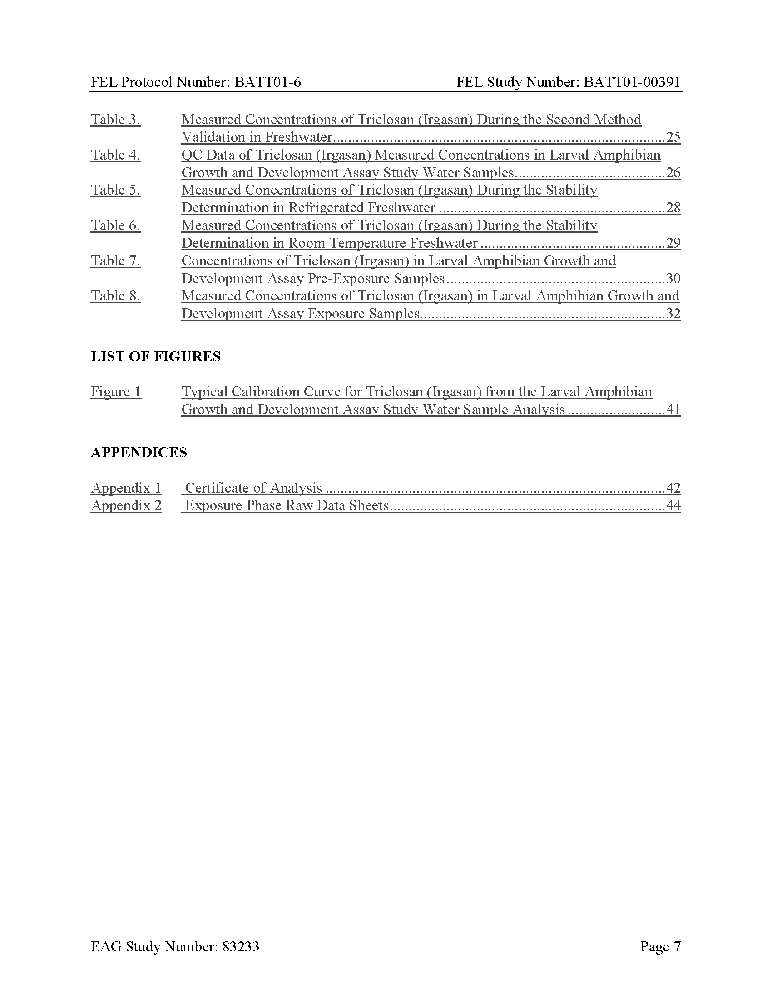 FEL Protocol Number: BATT01-6 FEL Study Number: BATT01-00391
Table 3. Measured Concentrations of Triclosan (Irgasan) During the Second Method
Validation in Freshwater........................................................................................25
Table 4. QC Data of Triclosan (Irgasan) Measured Concentrations in Larval Amphibian
Growth and Development Assay Study Water Samples........................................26
Table 5. Measured Concentrations of Triclosan (Irgasan) During the Stability
Determination in Refrigerated Freshwater ............................................................28
Table 6. Measured Concentrations of Triclosan (Irgasan) During the Stability
Determination in Room Temperature Freshwater .................................................29
Table 7. Concentrations of Triclosan (Irgasan) in Larval Amphibian Growth and
Development Assay Pre-Exposure Samples..........................................................30
Table 8. Measured Concentrations of Triclosan (Irgasan) in Larval Amphibian Growth and
Development Assay Exposure Samples.................................................................32
LIST OF FIGURES
Figure 1 Typical Calibration Curve for Triclosan (Irgasan) from the Larval Amphibian
Growth and Development Assay Study Water Sample Analysis ..........................41
APPENDICES
Appendix 1 Certificate of Analysis ..........................................................................................42
Appendix 2 Exposure Phase Raw Data Sheets.........................................................................44
EAG Study Number: 83233 Page 7